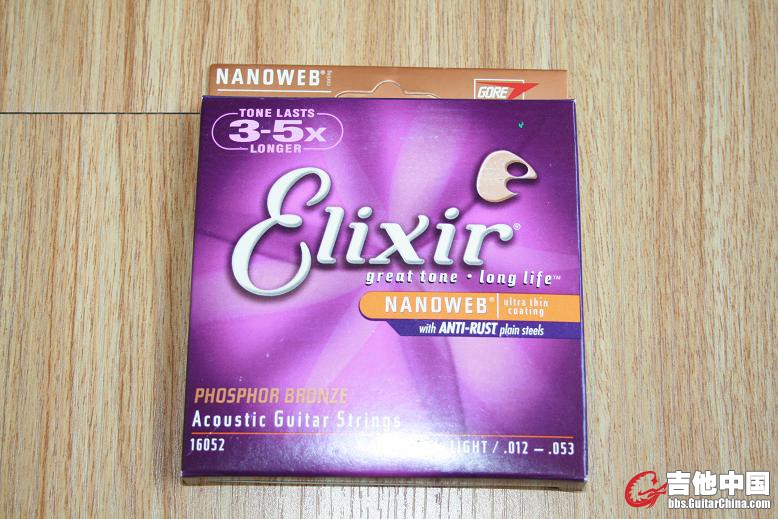 NANOWEB®
GORE
TONE LASTS
3-5x
LONGER
Elixir®
great tone • long life™
NANOWEB® ultra thin coating
with ANTI-RUST plain steels
PHOSPHOR BRONZE
Acoustic Guitar Strings
16052
LIGHT / .012 – .053
吉他中国
bbs.GuitarChina.com